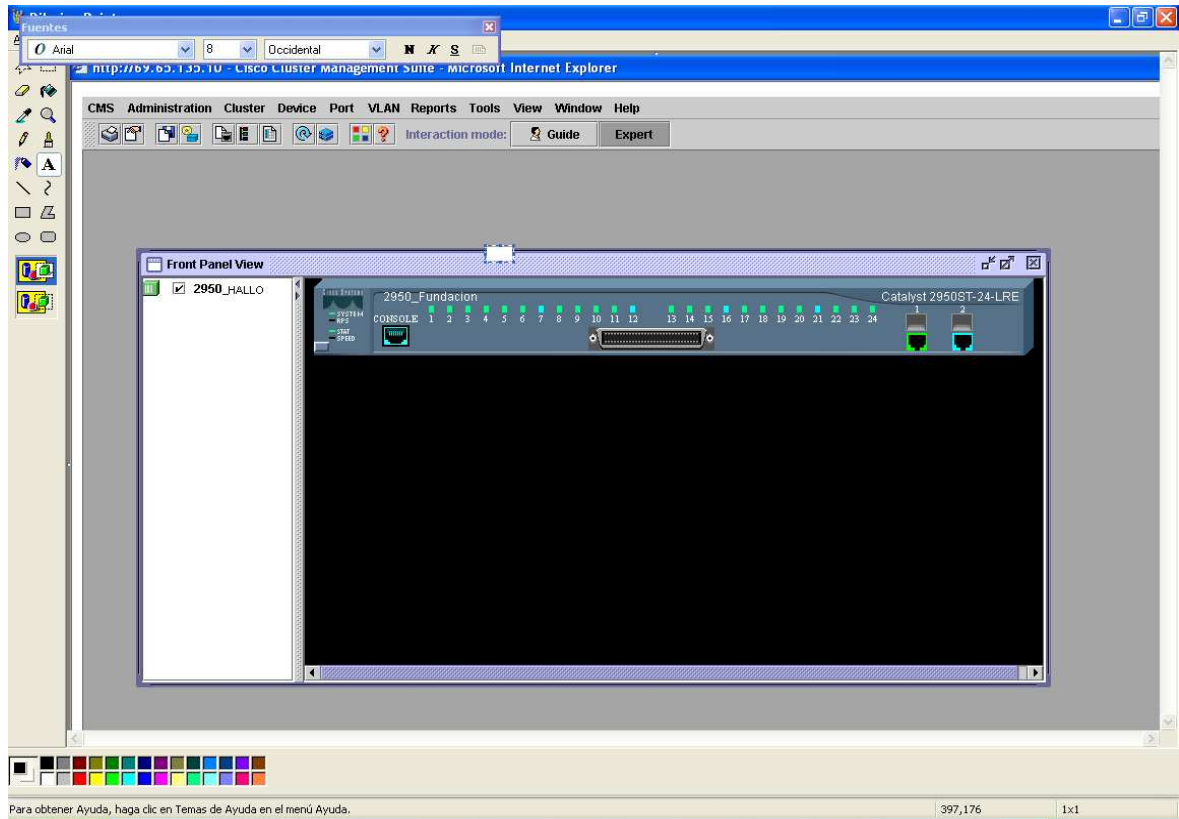 Dibujo - Paint
Fuentes
O Arial 8 Occidental N K S
http://69.65.135.10 - Cisco Cluster Management Suite - Microsoft Internet Explorer
CMS Administration Cluster Device Port VLAN Reports Tools View Window Help
Interaction mode: Guide Expert
Front Panel View
2950_HALLO
Cisco Systems 2950_Fundacion Catalyst 2950ST-24-LRE
SYSTEM
RPS
STAT
SPEED
CONSOLE 1 2 3 4 5 6 7 8 9 10 11 12 13 14 15 16 17 18 19 20 21 22 23 24 1 2
Para obtener Ayuda, haga clic en Temas de Ayuda en el menú Ayuda. 397,176 1x1